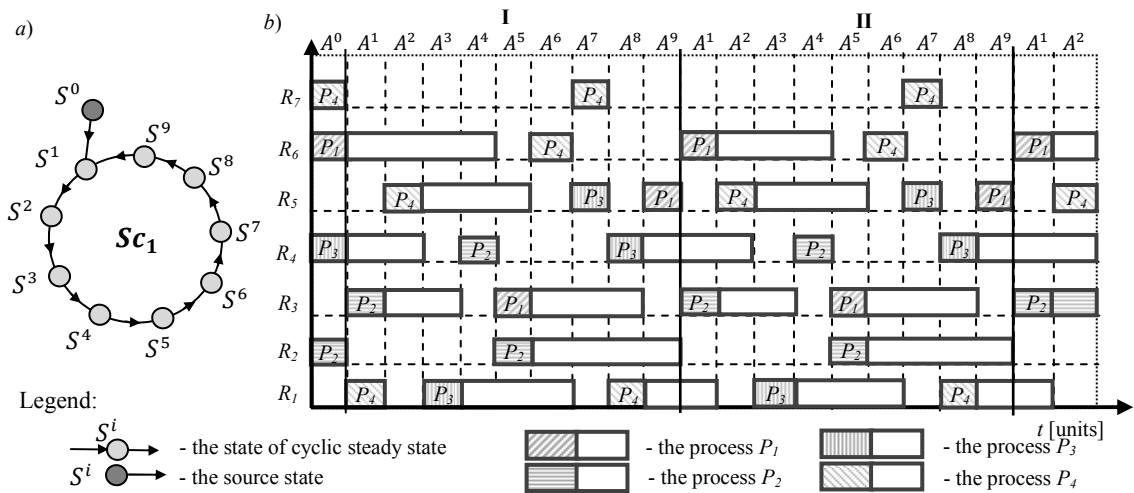 a)
S⁰
S¹
S⁹
S⁸
S²
S⁷
Sc₁
S³
S⁶
S⁴
S⁵
b)
I II
A⁰ A¹ A² A³ A⁴ A⁵ A⁶ A⁷ A⁸ A⁹ A¹ A² A³ A⁴ A⁵ A⁶ A⁷ A⁸ A⁹ A¹ A²
R₇ P₄ P₄ P₄
R₆ P₁ P₄ P₁ P₄ P₁
R₅ P₄ P₃ P₁ P₄ P₃ P₁ P₄
R₄ P₃ P₂ P₃ P₂ P₃
R₃ P₂ P₁ P₂ P₁ P₂
R₂ P₂ P₂ P₂
R₁ P₄ P₃ P₄ P₃ P₄
t [units]
Legend:
Sⁱ - the state of cyclic steady state
Sⁱ - the source state
- the process P₁
- the process P₂
- the process P₃
- the process P₄